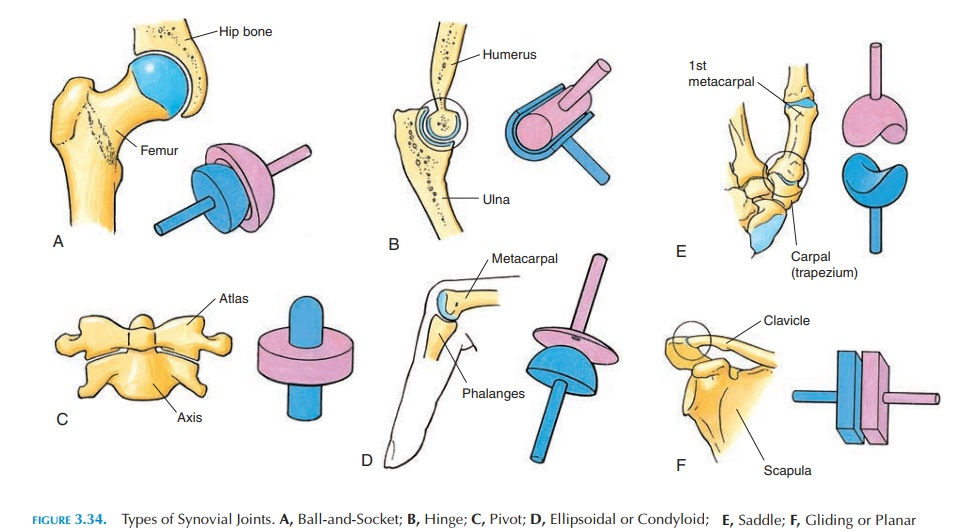 Hip bone
Femur
A
Humerus
Ulna
B
1st
metacarpal
Carpal
(trapezium)
E
Atlas
Axis
C
Metacarpal
Phalanges
D
Clavicle
Scapula
F
FIGURE 3.34. Types of Synovial Joints. A, Ball-and-Socket; B, Hinge; C, Pivot; D, Ellipsoidal or Condyloid; E, Saddle; F, Gliding or Planar